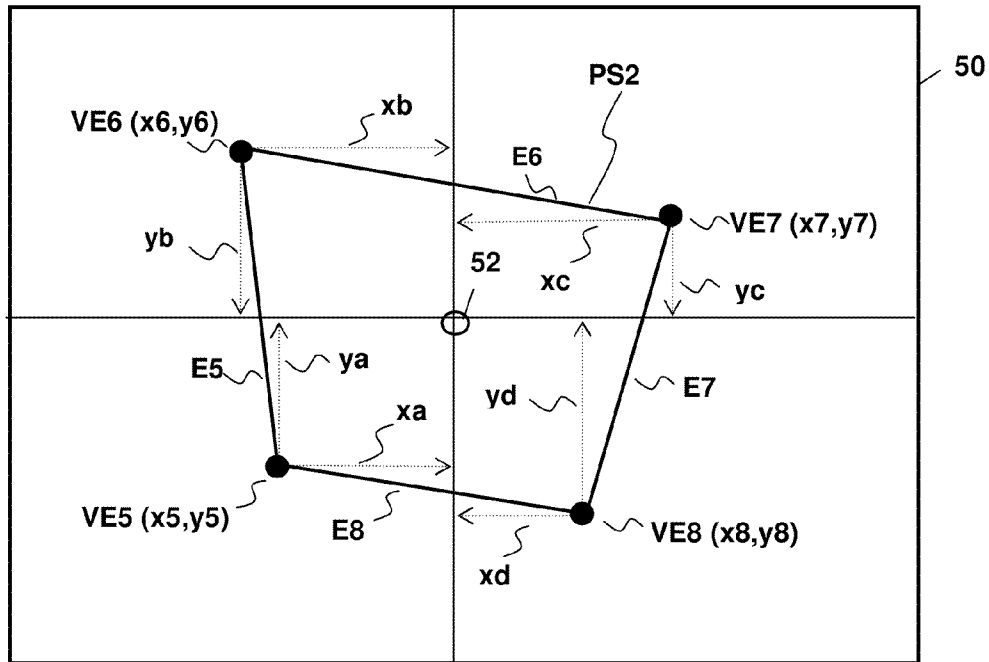 50
PS2
xb
VE6 (x6,y6)
E6
VE7 (x7,y7)
yb
52
xc
yc
E5
ya
E7
yd
xa
VE5 (x5,y5)
E8
VE8 (x8,y8)
xd